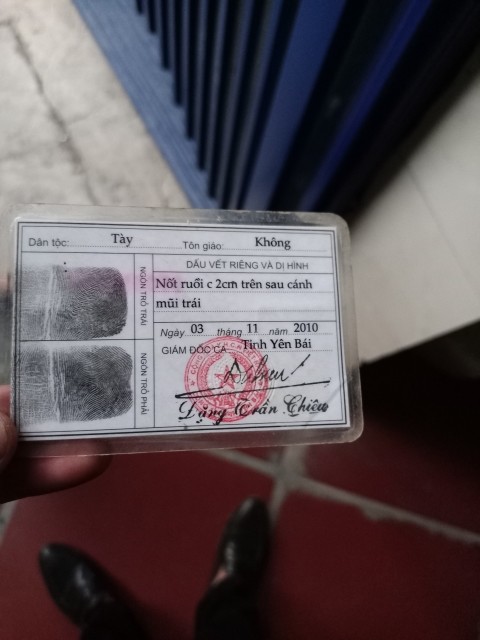 Dân tộc: Tày Tôn giáo: Không
DẤU VẾT RIÊNG VÀ DỊ HÌNH
NGÓN TRỎ TRÁI
Nốt ruồi c 2cm trên sau cánh
mũi trái
Ngày 03 tháng 11 năm 2010
GIÁM ĐỐC CA Tỉnh Yên Bái
NGÓN TRỎ PHẢI
Đặng Trần Chiêu